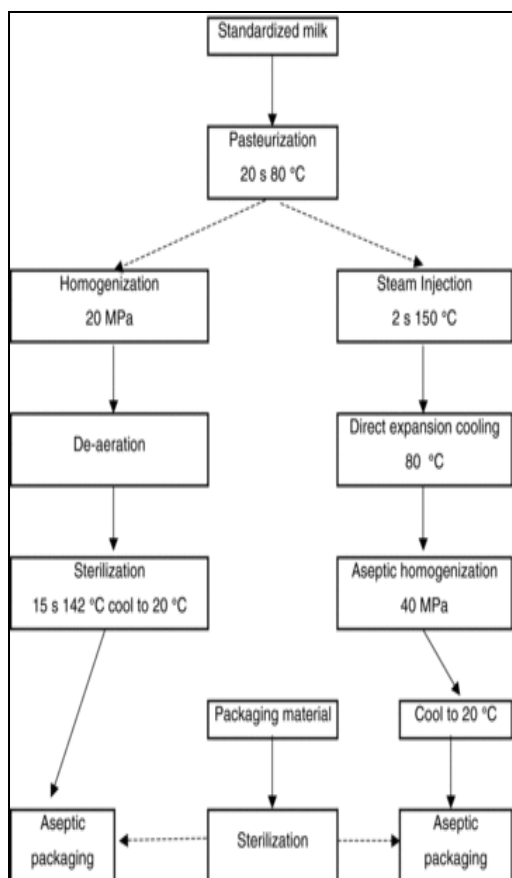 Standardized milk
Pasteurization
20 s 80 °C
Homogenization
20 MPa
Steam Injection
2 s 150 °C
De-aeration
Direct expansion cooling
80 °C
Sterilization
15 s 142 °C cool to 20 °C
Aseptic homogenization
40 MPa
Packaging material
Cool to 20 °C
Aseptic
packaging
Sterilization
Aseptic
packaging